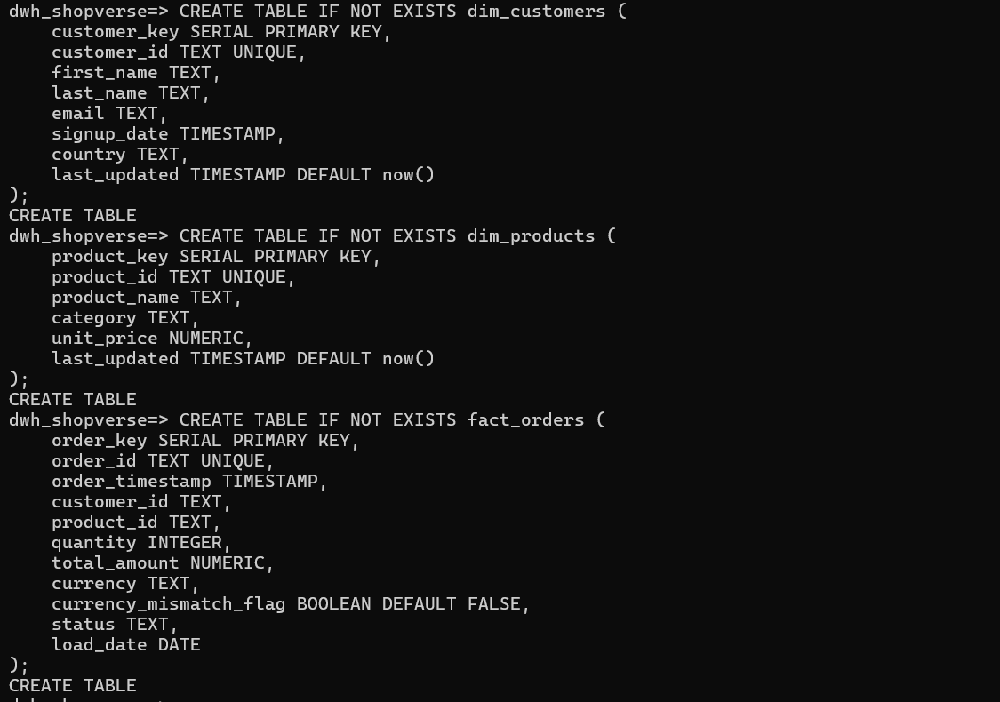 dwh_shopverse=> CREATE TABLE IF NOT EXISTS dim_customers (
    customer_key SERIAL PRIMARY KEY,
    customer_id TEXT UNIQUE,
    first_name TEXT,
    last_name TEXT,
    email TEXT,
    signup_date TIMESTAMP,
    country TEXT,
    last_updated TIMESTAMP DEFAULT now()
);
CREATE TABLE
dwh_shopverse=> CREATE TABLE IF NOT EXISTS dim_products (
    product_key SERIAL PRIMARY KEY,
    product_id TEXT UNIQUE,
    product_name TEXT,
    category TEXT,
    unit_price NUMERIC,
    last_updated TIMESTAMP DEFAULT now()
);
CREATE TABLE
dwh_shopverse=> CREATE TABLE IF NOT EXISTS fact_orders (
    order_key SERIAL PRIMARY KEY,
    order_id TEXT UNIQUE,
    order_timestamp TIMESTAMP,
    customer_id TEXT,
    product_id TEXT,
    quantity INTEGER,
    total_amount NUMERIC,
    currency TEXT,
    currency_mismatch_flag BOOLEAN DEFAULT FALSE,
    status TEXT,
    load_date DATE
);
CREATE TABLE